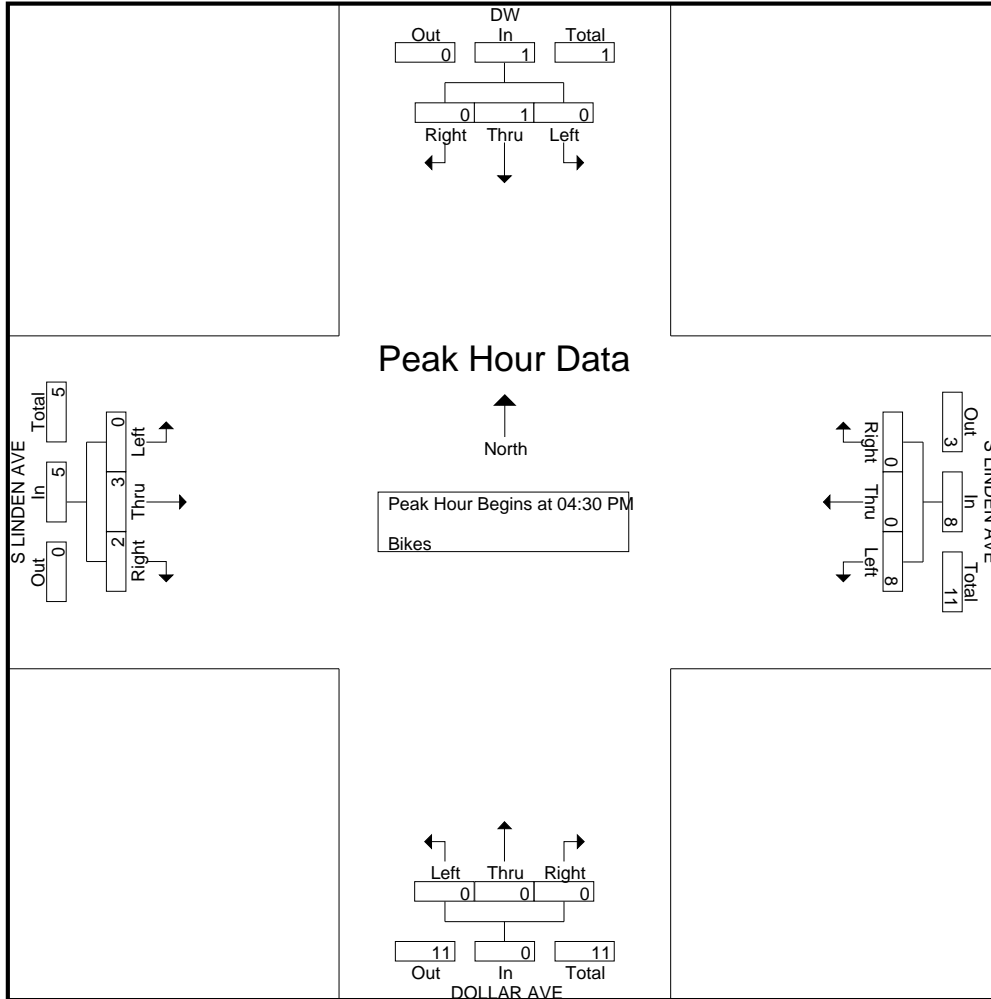 DW
Out In Total
0 1 1
0 1 0
Right Thru Left
Peak Hour Data
North
Peak Hour Begins at 04:30 PM
Bikes
S LINDEN AVE
Total In Out
5 5 0
0 3 2
Left Thru Right
Right Thru Left
0 0 8
Out In Total
3 8 11
S LINDEN AVE
Left Thru Right
0 0 0
11 0 11
Out In Total
DOLLAR AVE